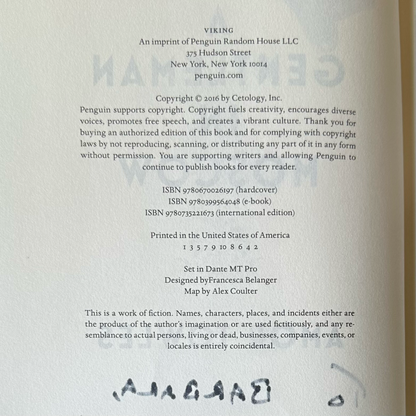 VIKING
An imprint of Penguin Random House LLC
375 Hudson Street
New York, New York 10014
penguin.com
Copyright © 2016 by Cetology, Inc.
Penguin supports copyright. Copyright fuels creativity, encourages diverse
voices, promotes free speech, and creates a vibrant culture. Thank you for
buying an authorized edition of this book and for complying with copyright
laws by not reproducing, scanning, or distributing any part of it in any form
without permission. You are supporting writers and allowing Penguin to
continue to publish books for every reader.
ISBN 9780670026197 (hardcover)
ISBN 9780399564048 (e-book)
ISBN 9780735221673 (international edition)
Printed in the United States of America
1 3 5 7 9 10 8 6 4 2
Set in Dante MT Pro
Designed byFrancesca Belanger
Map by Alex Coulter
This is a work of fiction. Names, characters, places, and incidents either are
the product of the author's imagination or are used fictitiously, and any re-
semblance to actual persons, living or dead, businesses, companies, events, or
locales is entirely coincidental.